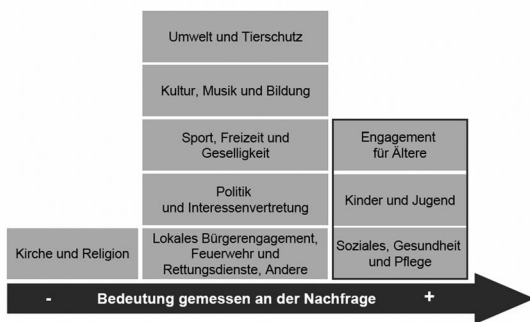 Umwelt und Tierschutz
Kultur, Musik und Bildung
Sport, Freizeit und
Geselligkeit
Politik
und Interessenvertretung
Lokales Bürgerengagement,
Feuerwehr und
Rettungsdienste, Andere
Kirche und Religion
Engagement
für Ältere
Kinder und Jugend
Soziales, Gesundheit
und Pflege
- Bedeutung gemessen an der Nachfrage +